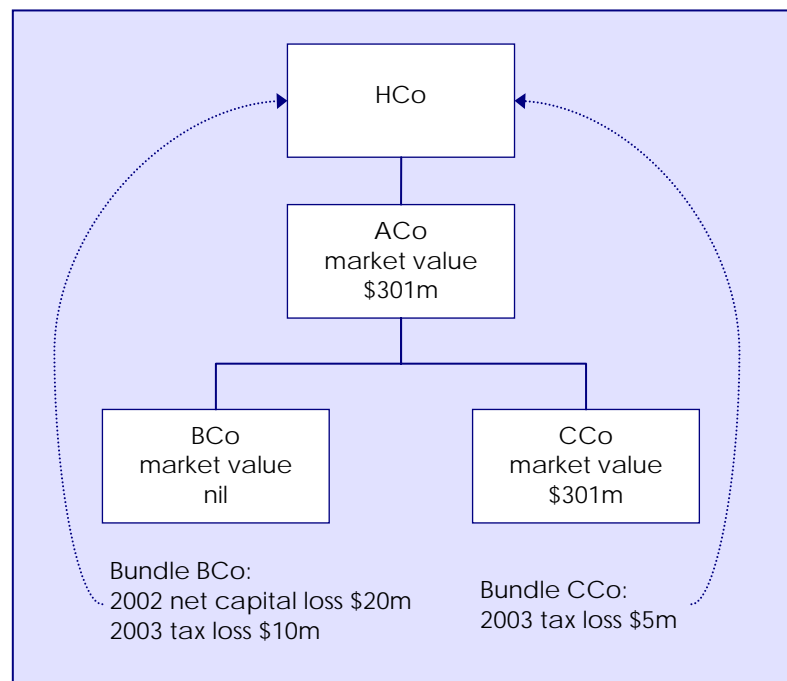 HCo
ACo
market value
$301m
BCo
market value
nil
CCo
market value
$301m
Bundle BCo:
2002 net capital loss $20m
2003 tax loss $10m
Bundle CCo:
2003 tax loss $5m